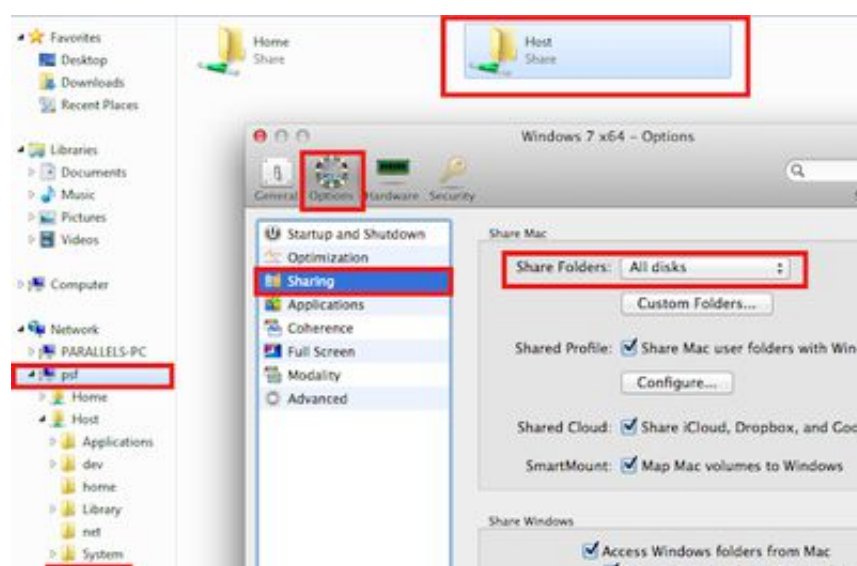 Favorites
Desktop
Downloads
Recent Places
Libraries
Documents
Music
Pictures
Videos
Computer
Network
PARALLELS-PC
psf
Home
Host
Applications
dev
home
Library
net
System
Home
Share
Host
Share
Windows 7 x64 – Options
General Options Hardware Security
Startup and Shutdown
Optimization
Sharing
Applications
Coherence
Full Screen
Modality
Advanced
Share Mac
Share Folders: All disks
Custom Folders...
Shared Profile: Share Mac user folders with Win
Configure...
Shared Cloud: Share iCloud, Dropbox, and Goo
SmartMount: Map Mac volumes to Windows
Share Windows
Access Windows folders from Mac